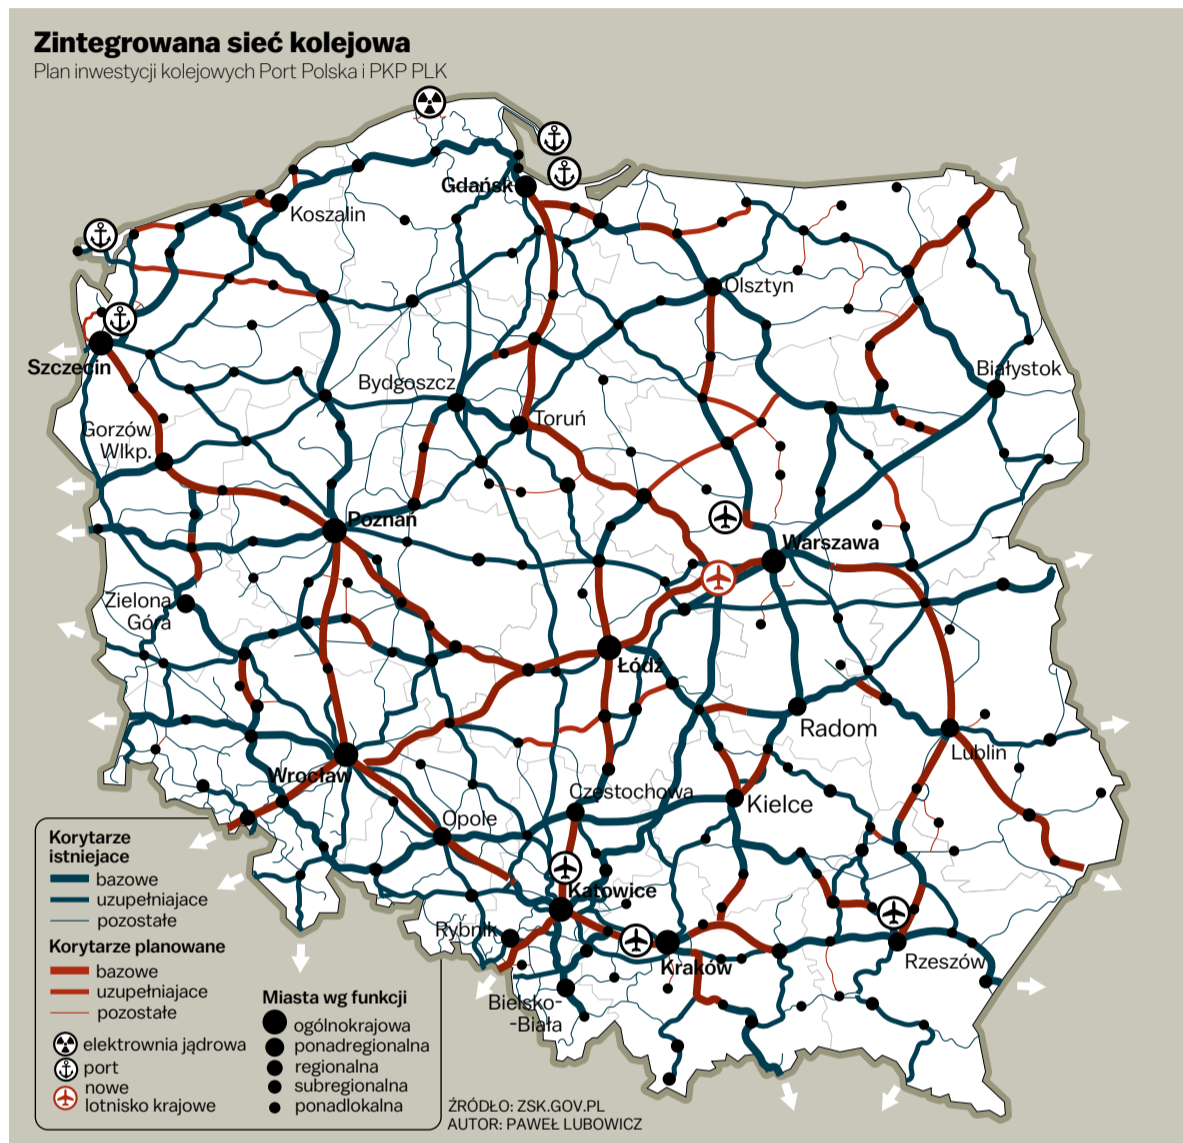 Zintegrowana sieć kolejowa
Plan inwestycji kolejowych Port Polska i PKP PLK
Gdańsk
Koszalin
Olsztyn
Szczecin
Białystok
Bydgoszcz
Toruń
Gorzów
Wlkp.
Poznań
Warszawa
Zielona
Góra
Łódź
Radom
Lublin
Wrocław
Częstochowa
Kielce
Opole
Katowice
Rybnik
Kraków
Rzeszów
Bielsko-
-Biała
Korytarze
istniejace
bazowe
uzupełniajace
pozostałe
Korytarze planowane
bazowe
uzupełniajace
pozostałe
elektrownia jądrowa
port
nowe
lotnisko krajowe
Miasta wg funkcji
ogólnokrajowa
ponadregionalna
regionalna
subregionalna
ponadlokalna
ŹRÓDŁO: ZSK.GOV.PL
AUTOR: PAWEŁ LUBOWICZ